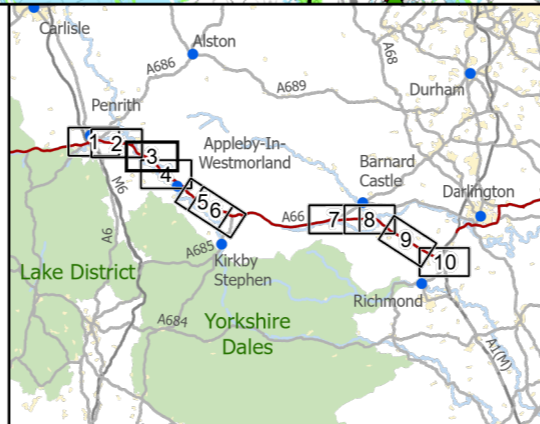 Carlisle
Alston
A68
A686
A689
Durham
Penrith
1
2
3
4
5
6
Appleby-In-
Westmorland
Barnard
Castle
Darlington
M6
A66
7
8
9
10
A6
A685
Kirkby
Stephen
Lake District
Richmond
A684
Yorkshire
Dales
A1(M)